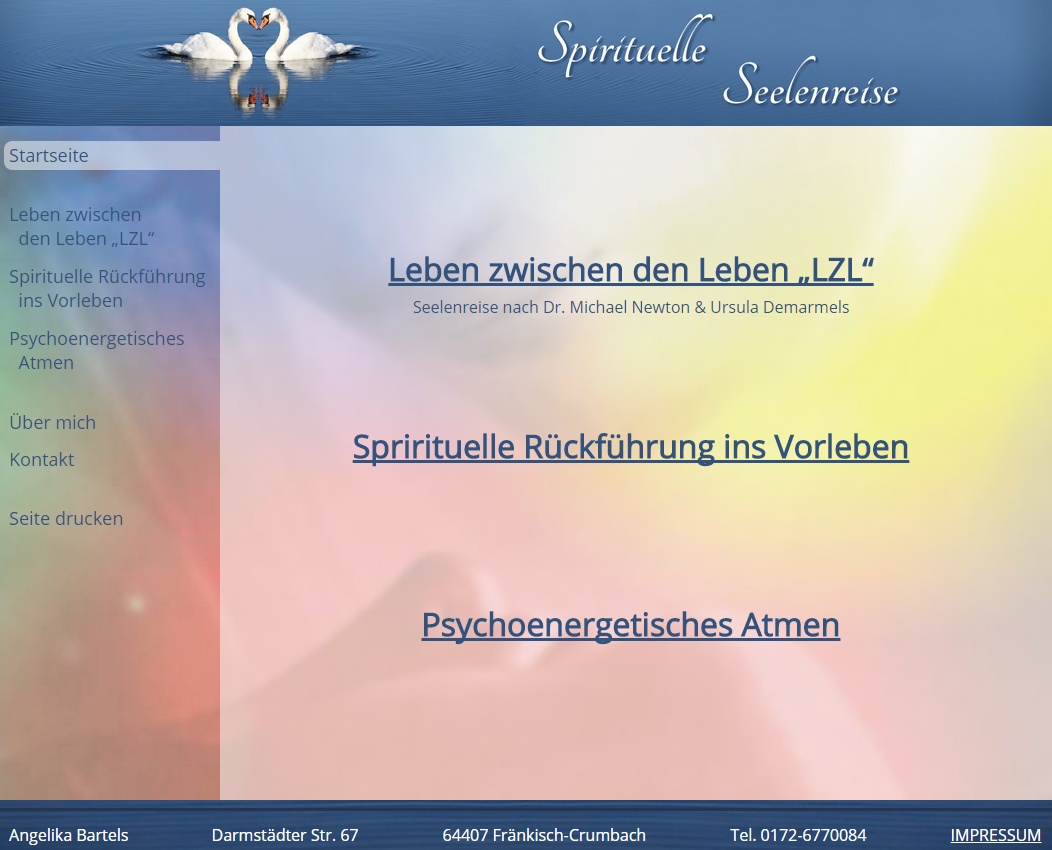 Spirituelle
Seelenreise
Startseite
Leben zwischen
den Leben „LZL“
Spirituelle Rückführung
ins Vorleben
Psychoenergetisches
Atmen
Über mich
Kontakt
Seite drucken
Leben zwischen den Leben „LZL“
Seelenreise nach Dr. Michael Newton & Ursula Demarmels
Sprirituelle Rückführung ins Vorleben
Psychoenergetisches Atmen
Angelika Bartels Darmstädter Str. 67 64407 Fränkisch-Crumbach Tel. 0172-6770084 IMPRESSUM